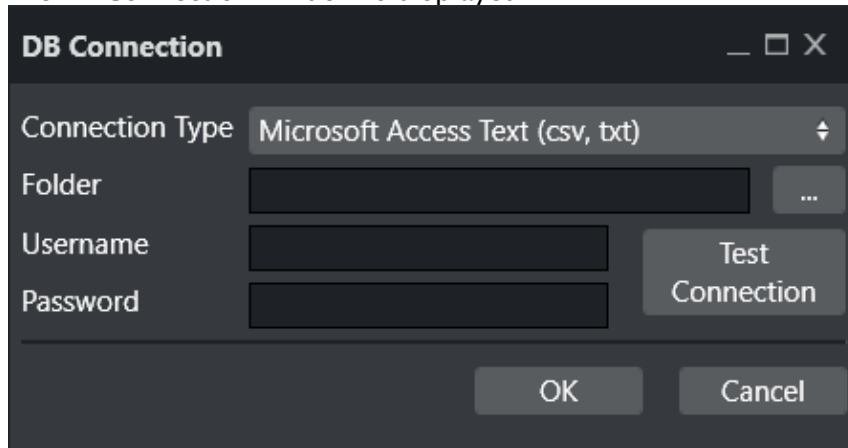 DB Connection
Connection Type Microsoft Access Text (csv, txt)
Folder ...
Username
Test
Connection
Password
OK Cancel